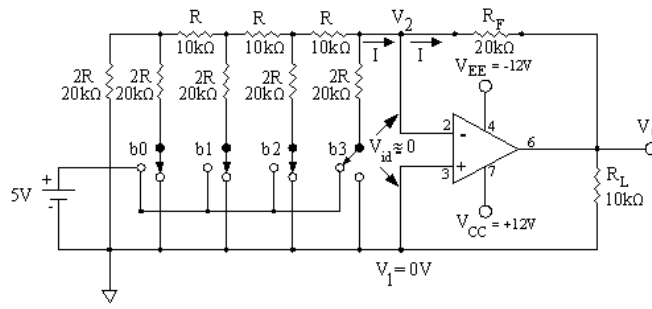 R R R V2 RF
10kΩ 10kΩ 10kΩ I I 20kΩ
2R 2R 2R 2R 2R VEE = -12V
20kΩ 20kΩ 20kΩ 20kΩ 20kΩ
2 - 4
b0 b1 b2 b3 Vid ≈ 0 6
3 + 7
5V + - RL
10kΩ
VCC = +12V
V1 = 0V